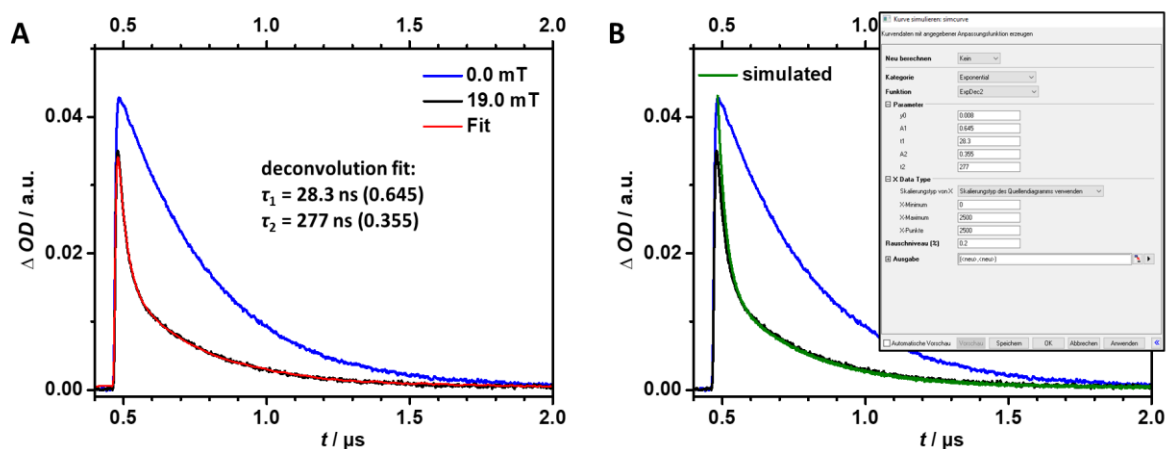 A
0.5 1.0 1.5 2.0
0.0 mT
19.0 mT
Fit
deconvolution fit:
τ1 = 28.3 ns (0.645)
τ2 = 277 ns (0.355)
Δ OD / a.u.
0.04
0.02
0.00
0.5 1.0 1.5 2.0
t / μs
B
0.5
simulated
Δ OD / a.u.
0.04
0.02
0.00
0.5 1.0 1.5 2.0
t / μs
Kurve simulieren: simcurve
Kurvendaten mit angegebener Anpassungsfunktion erzeugen
Neu berechnen Kein
Kategorie Exponential
Funktion ExpDec2
Parameter
y0
A1 0.645
t1 28.3
A2 0.355
t2 277
X Data Type
Skalierungstyp von X Skalierungstyp des Quellendiagramms verwenden
X-Minimum 0
X-Maximum 2500
X-Punkte 2500
Rauschniveau (%) 0.2
Ausgabe [<neu>,<neu>]
Automatische Vorschau Vorschau Speichern OK Abbrechen Anwenden «